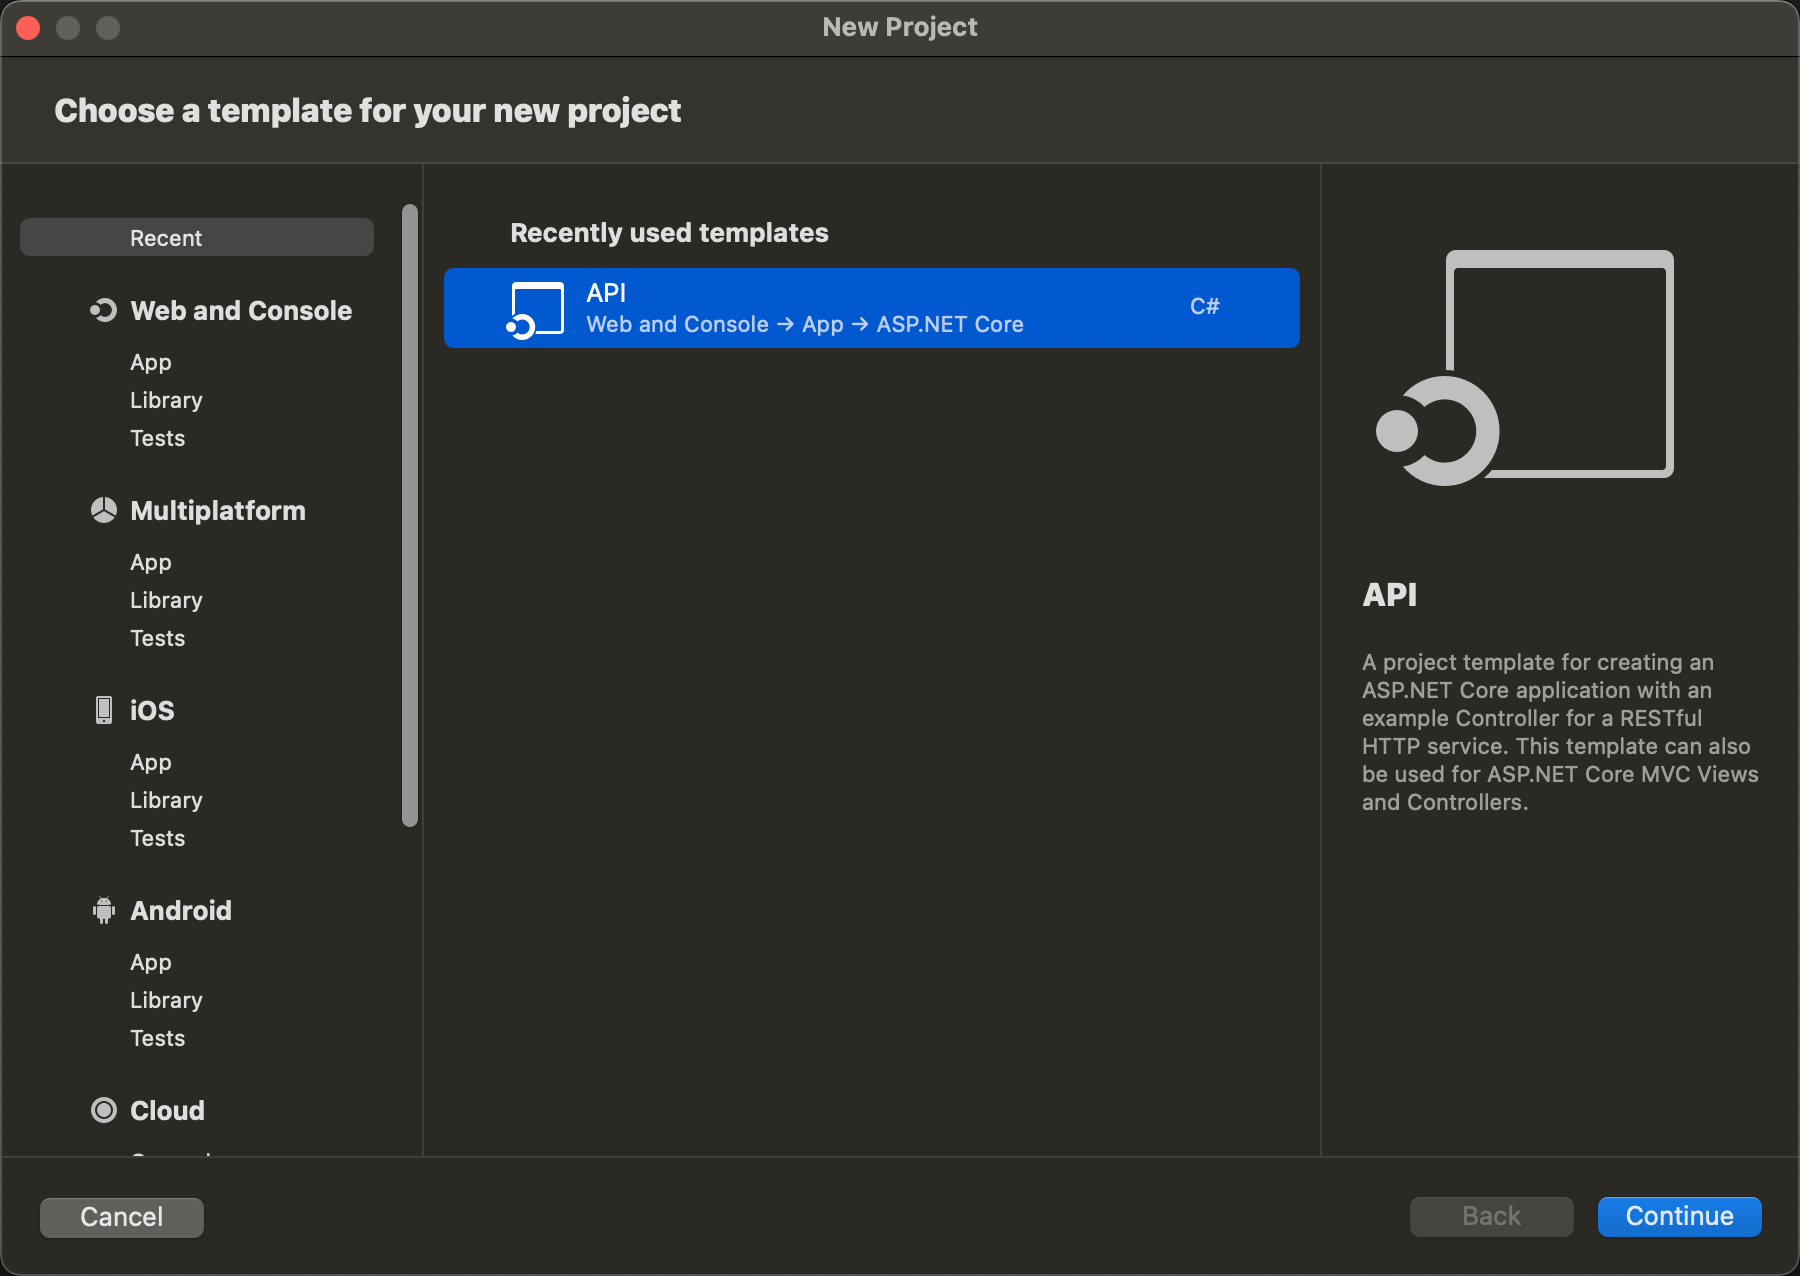 New Project
Choose a template for your new project
Recent
Web and Console
App
Library
Tests
Multiplatform
App
Library
Tests
iOS
App
Library
Tests
Android
App
Library
Tests
Cloud
Recently used templates
API
Web and Console → App → ASP.NET Core
C#
API
A project template for creating an
ASP.NET Core application with an
example Controller for a RESTful
HTTP service. This template can also
be used for ASP.NET Core MVC Views
and Controllers.
Cancel
Back
Continue